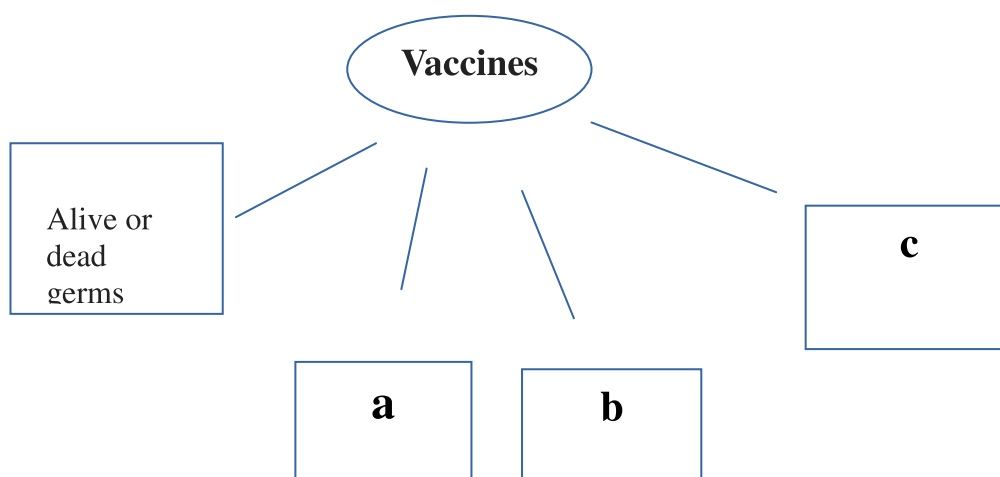 Vaccines
Alive or
dead
germs
c
a
b